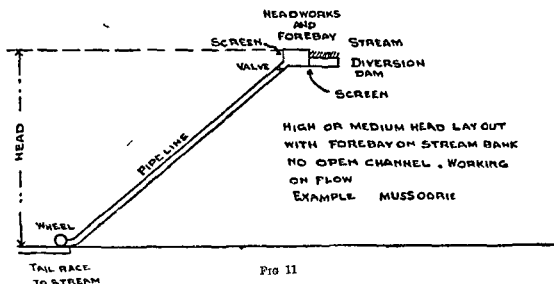 HEADWORKS
AND
FOREBAY
SCREEN
STREAM
VALVE
DIVERSION
DAM
SCREEN
HEAD
PIPELINE
HIGH OR MEDIUM HEAD LAYOUT
WITH FOREBAY ON STREAM BANK
NO OPEN CHANNEL. WORKING
ON FLOW
EXAMPLE MUSSOORIE
WHEEL
TAIL RACE
TO STREAM
FIG 11